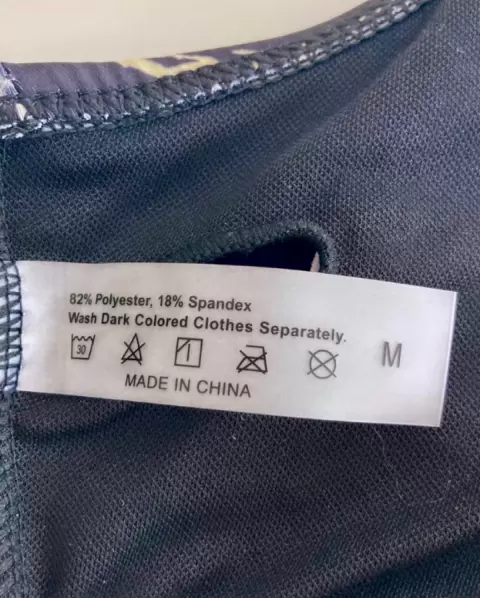 82% Polyester, 18% Spandex
Wash Dark Colored Clothes Separately.
30
M
MADE IN CHINA